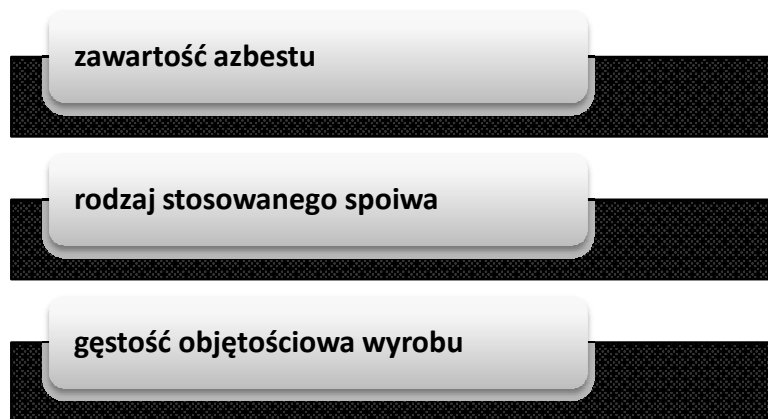 zawartość azbestu
rodzaj stosowanego spoiwa
gęstość objętościowa wyrobu